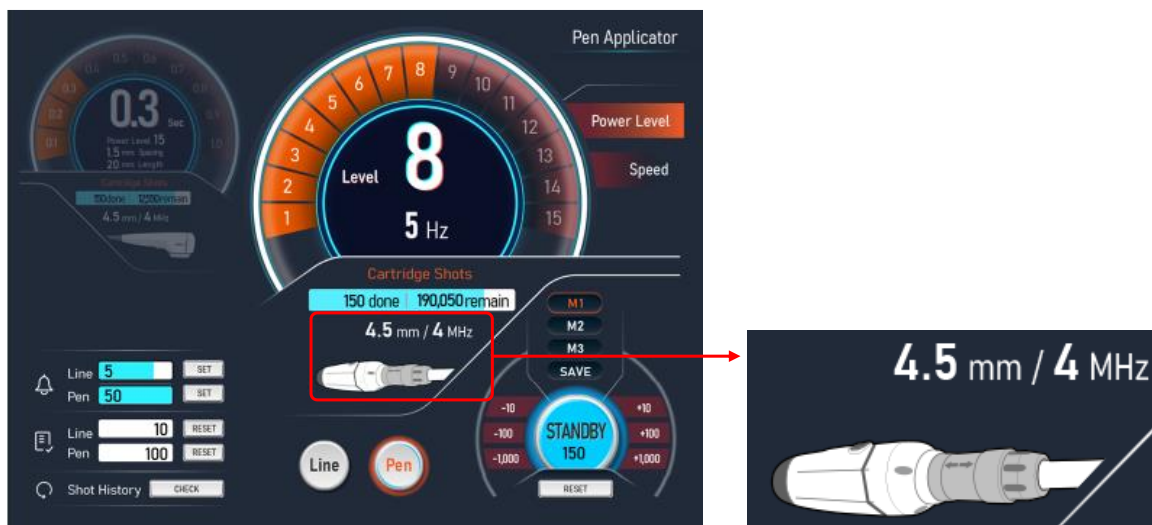 Pen Applicator
0.1
0.2
0.3
0.4
0.5
0.6
0.7
0.8
0.9
1.0
0.3 Sec
Power Level 15
1.5 mm Spacing
20 mm Length
Cartridge Shots
150 done
4.5 mm / 4 MHz
1
2
3
4
5
6
7
8
9
10
11
12
13
14
15
Level 8
5 Hz
Power Level
Speed
Cartridge Shots
150 done 190,050 remain
4.5 mm / 4 MHz
M1
M2
M3
SAVE
-10
-100
-1,000
STANDBY
150
+10
+100
+1,000
RESET
Line 5 SET
Pen 50 SET
Line 10 RESET
Pen 100 RESET
Shot History CHECK
Line
Pen
4.5 mm / 4 MHz